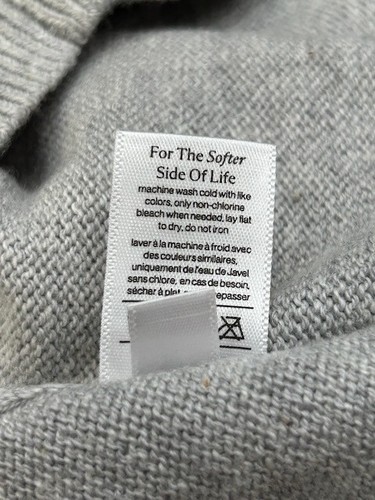 For The Softer
Side Of Life
machine wash cold with like
colors, only non-chlorine
bleach when needed, lay flat
to dry, do not iron
laver à la machine à froid avec
des couleurs similaires,
uniquement de l'eau de Javel
sans chlore, en cas de besoin,
sécher à plat, repasser